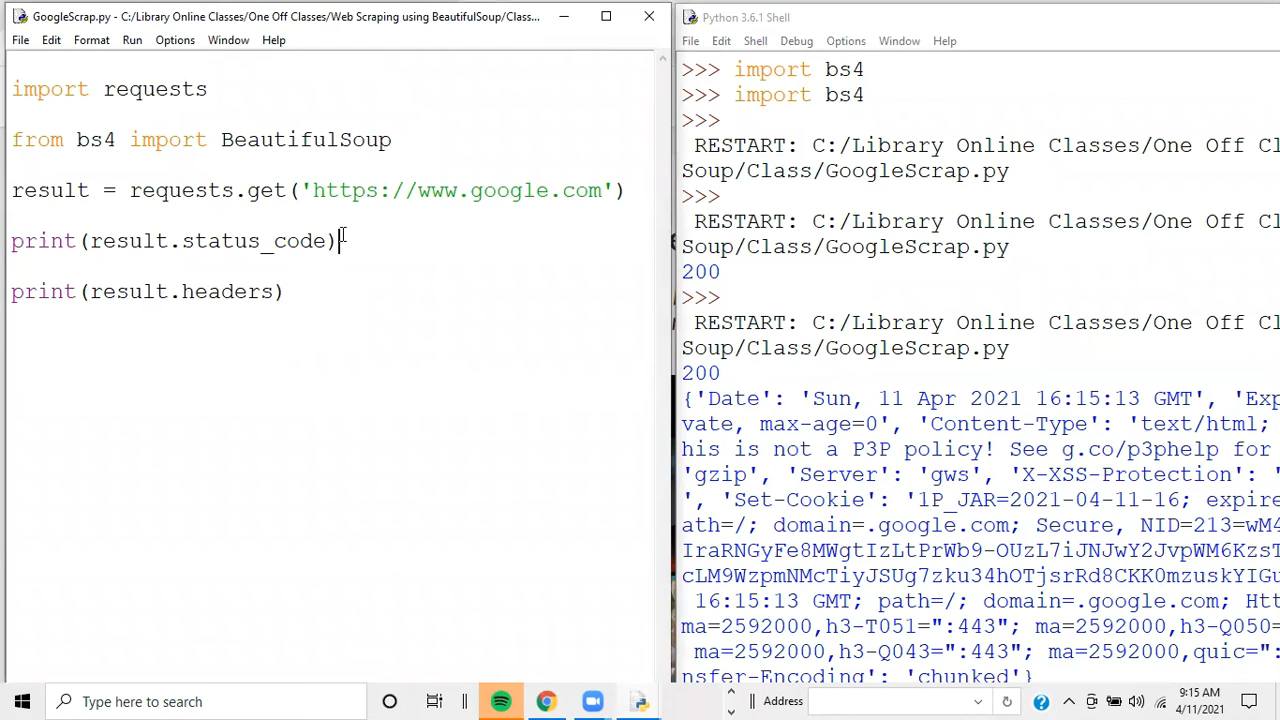 GoogleScrap.py - C:/Library Online Classes/One Off Classes/Web Scraping using BeautifulSoup/Class...
File Edit Format Run Options Window Help
import requests
from bs4 import BeautifulSoup
result = requests.get('https://www.google.com')
print(result.status_code)
print(result.headers)
Python 3.6.1 Shell
File Edit Shell Debug Options Window Help
>>> import bs4
>>> import bs4
>>>
RESTART: C:/Library Online Classes/One Off
Soup/Class/GoogleScrap.py
>>>
RESTART: C:/Library Online Classes/One Off
Soup/Class/GoogleScrap.py
200
>>>
RESTART: C:/Library Online Classes/One Off
Soup/Class/GoogleScrap.py
200
{'Date': 'Sun, 11 Apr 2021 16:15:13 GMT', 'Exp
vate, max-age=0', 'Content-Type': 'text/html;
his is not a P3P policy! See g.co/p3phelp for
'gzip', 'Server': 'gws', 'X-XSS-Protection': '
', 'Set-Cookie': '1P_JAR=2021-04-11-16; expire
ath=/; domain=.google.com; Secure, NID=213=wM4
IraRNGyFe8MWgtIzLtPrWb9-OUzL7iJNJwY2JvpWM6KzsT
cLM9WzpmNMcTiyJSUg7zku34hOTjsrRd8CKK0mzuskYIGu
16:15:13 GMT; path=/; domain=.google.com; Htt
ma=2592000,h3-T051=":443"; ma=2592000,h3-Q050=
ma=2592000,h3-Q043=":443"; ma=2592000,quic=":
nsfer-Encoding': 'chunked'}
Type here to search
Address
9:15 AM
4/11/2021